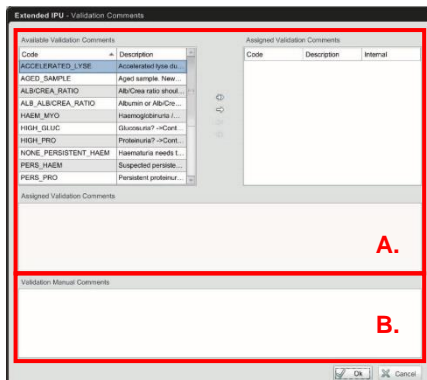 Extended IPU - Validation Comments
Available Validation Comments
Code Description
ACCELERATED_LYSE Accelerated lyse du...
AGED_SAMPLE Aged sample. New...
ALB/CREA_RATIO Alb/Crea ratio shoul...
ALB_ALB/CREA_RATIO Albumin or Alb/Cre...
HAEM_MYO Haemoglobinuria /...
HIGH_GLUC Glucosuria? ->Cont...
HIGH_PRO Proteinuria? ->Cont...
NONE_PERSISTENT_HAEM Haematuria needs t...
PERS_HAEM Suspected persiste...
PERS_PRO Persistent proteinur...
Assigned Validation Comments
Code Description Internal
Assigned Validation Comments
A.
Validation Manual Comments
B.
Ok Cancel